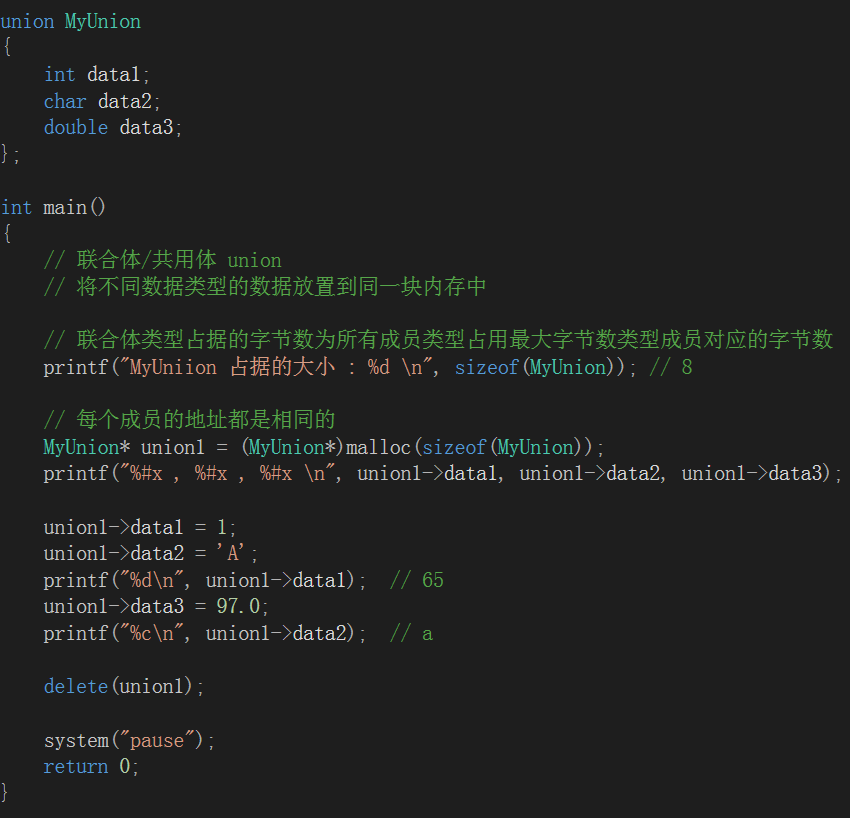 union MyUnion
{
    int data1;
    char data2;
    double data3;
};

int main()
{
    // 联合体/共用体 union
    // 将不同数据类型的数据放置到同一块内存中

    // 联合体类型占据的字节数为所有成员类型占用最大字节数类型成员对应的字节数
    printf("MyUniion 占据的大小 : %d \n", sizeof(MyUnion)); // 8

    // 每个成员的地址都是相同的
    MyUnion* union1 = (MyUnion*)malloc(sizeof(MyUnion));
    printf("%#x , %#x , %#x \n", union1->data1, union1->data2, union1->data3);

    union1->data1 = 1;
    union1->data2 = 'A';
    printf("%d\n", union1->data1);  // 65
    union1->data3 = 97.0;
    printf("%c\n", union1->data2);  // a

    delete(union1);

    system("pause");
    return 0;
}